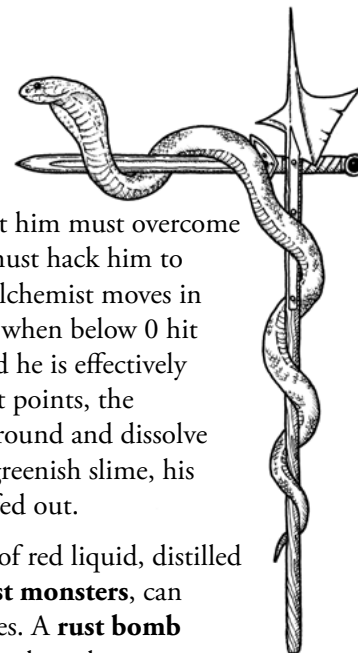 t him must overcome
must hack him to
lchemist moves in
when below 0 hit
d he is effectively
t points, the
round and dissolve
greenish slime, his
ed out.
of red liquid, distilled
st monsters, can
es. A rust bomb